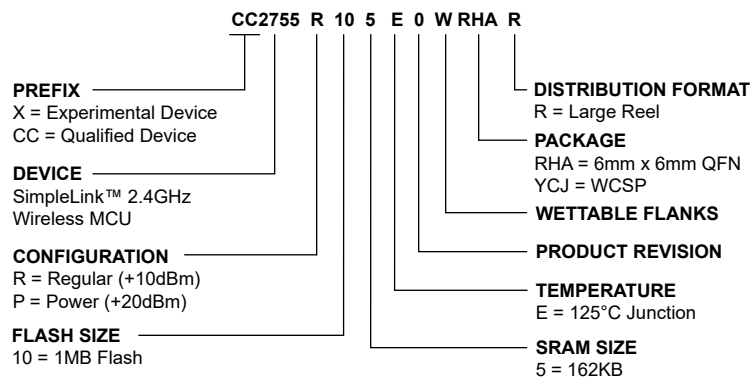 CC2755 R 10 5 E 0 W RHA R
PREFIX
X = Experimental Device
CC = Qualified Device
DEVICE
SimpleLink™ 2.4GHz
Wireless MCU
CONFIGURATION
R = Regular (+10dBm)
P = Power (+20dBm)
FLASH SIZE
10 = 1MB Flash
DISTRIBUTION FORMAT
R = Large Reel
PACKAGE
RHA = 6mm x 6mm QFN
YCJ = WCSP
WETTABLE FLANKS
PRODUCT REVISION
TEMPERATURE
E = 125°C Junction
SRAM SIZE
5 = 162KB